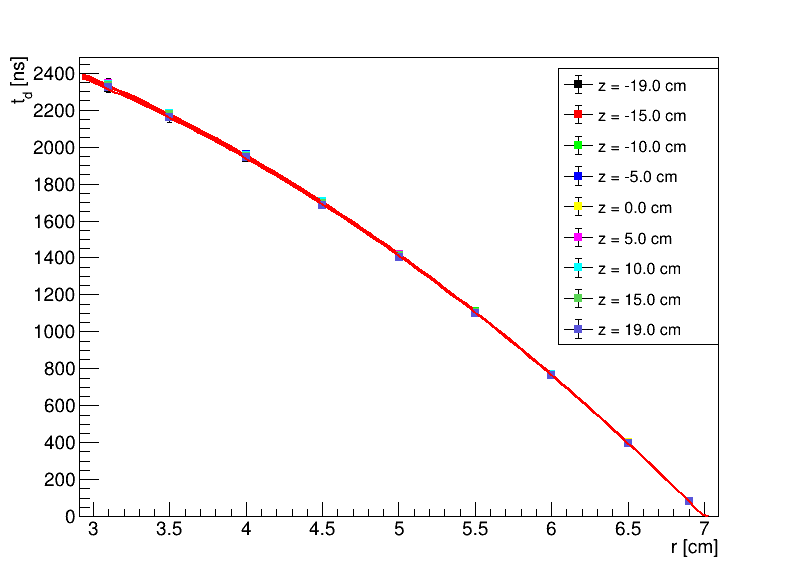 t_d [ns]
2400
2200
2000
1800
1600
1400
1200
1000
800
600
400
200
0
z = -19.0 cm
z = -15.0 cm
z = -10.0 cm
z = -5.0 cm
z = 0.0 cm
z = 5.0 cm
z = 10.0 cm
z = 15.0 cm
z = 19.0 cm
3 3.5 4 4.5 5 5.5 6 6.5 7
r [cm]